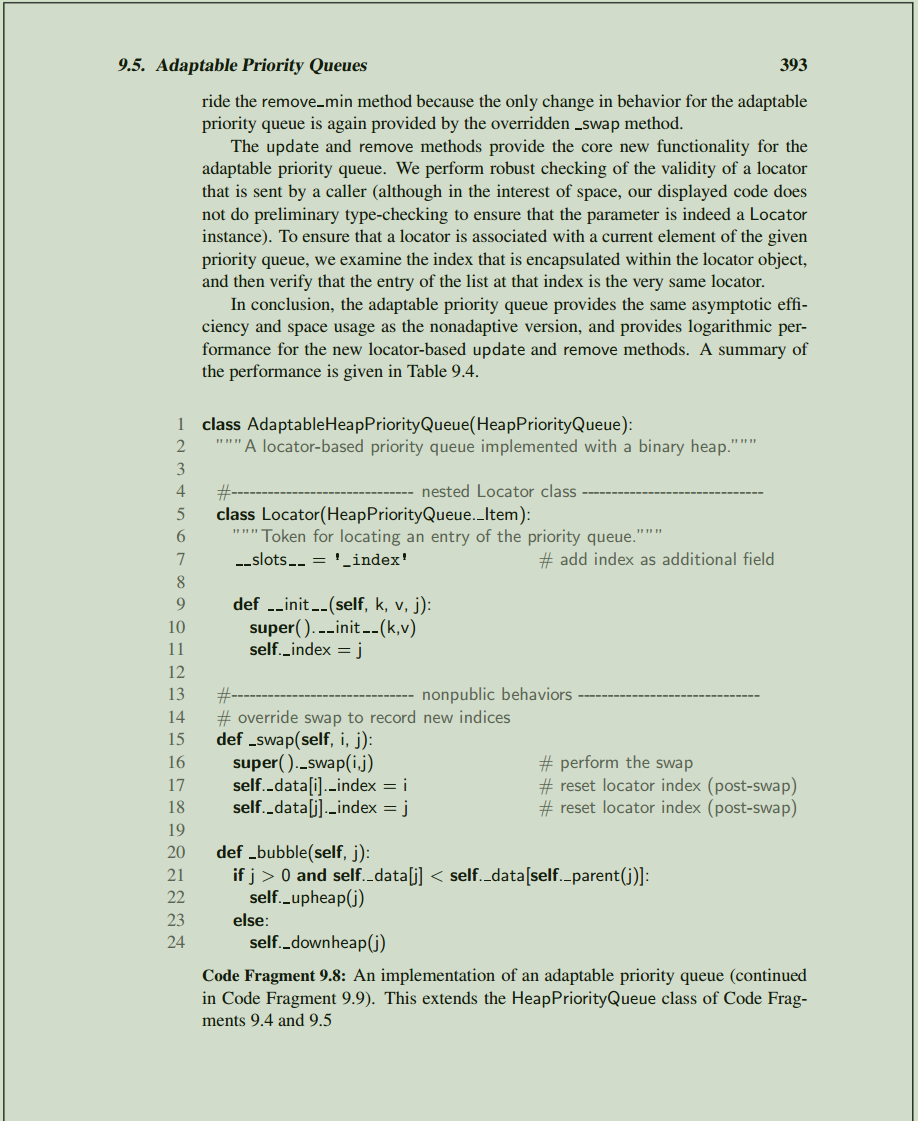 9.5. Adaptable Priority Queues 393
ride the remove_min method because the only change in behavior for the adaptable
priority queue is again provided by the overridden _swap method.
The update and remove methods provide the core new functionality for the
adaptable priority queue. We perform robust checking of the validity of a locator
that is sent by a caller (although in the interest of space, our displayed code does
not do preliminary type-checking to ensure that the parameter is indeed a Locator
instance). To ensure that a locator is associated with a current element of the given
priority queue, we examine the index that is encapsulated within the locator object,
and then verify that the entry of the list at that index is the very same locator.
In conclusion, the adaptable priority queue provides the same asymptotic effi-
ciency and space usage as the nonadaptive version, and provides logarithmic per-
formance for the new locator-based update and remove methods. A summary of
the performance is given in Table 9.4.
1 class AdaptableHeapPriorityQueue(HeapPriorityQueue):
2 """A locator-based priority queue implemented with a binary heap."""
3
4 #------------------------------ nested Locator class ------------------------------
5 class Locator(HeapPriorityQueue._Item):
6 """Token for locating an entry of the priority queue."""
7 __slots__ = '_index' # add index as additional field
8
9 def __init__(self, k, v, j):
10 super().__init__(k,v)
11 self._index = j
12
13 #------------------------------ nonpublic behaviors ------------------------------
14 # override swap to record new indices
15 def _swap(self, i, j):
16 super()._swap(i,j) # perform the swap
17 self._data[i]._index = i # reset locator index (post-swap)
18 self._data[j]._index = j # reset locator index (post-swap)
19
20 def _bubble(self, j):
21 if j > 0 and self._data[j] < self._data[self._parent(j)]:
22 self._upheap(j)
23 else:
24 self._downheap(j)
Code Fragment 9.8: An implementation of an adaptable priority queue (continued
in Code Fragment 9.9). This extends the HeapPriorityQueue class of Code Frag-
ments 9.4 and 9.5